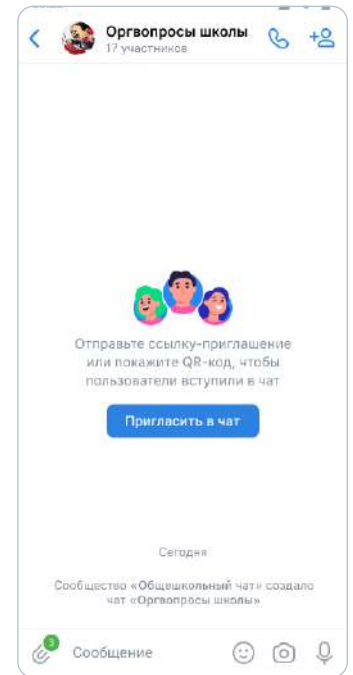 Оргвопросы школы
17 участников
Отправьте ссылку-приглашение
или покажите QR-код, чтобы
пользователи вступили в чат
Пригласить в чат
Сегодня
Сообщество «Общешкольный чат» создало
чат «Оргвопросы школы»
3
Сообщение